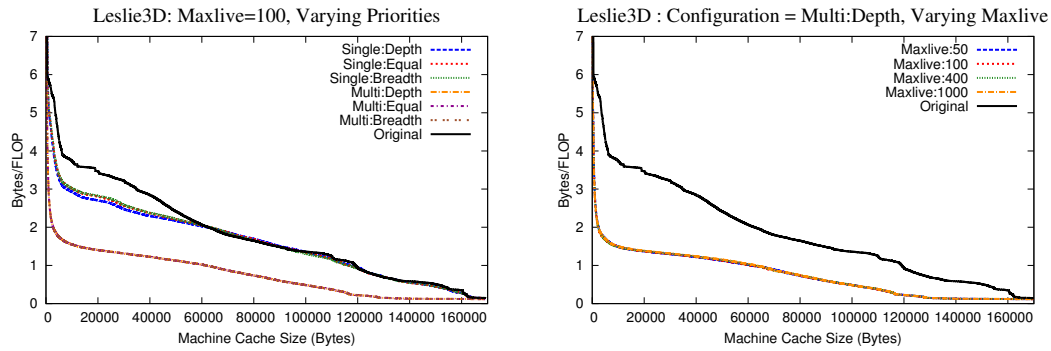 Leslie3D: Maxlive=100, Varying Priorities
7
6
5
4
3
2
1
0
Bytes/FLOP
Single:Depth
Single:Equal
Single:Breadth
Multi:Depth
Multi:Equal
Multi:Breadth
Original
0 20000 40000 60000 80000 100000 120000 140000 160000
Machine Cache Size (Bytes)
Leslie3D : Configuration = Multi:Depth, Varying Maxlive
7
6
5
4
3
2
1
0
Bytes/FLOP
Maxlive:50
Maxlive:100
Maxlive:400
Maxlive:1000
Original
0 20000 40000 60000 80000 100000 120000 140000 160000
Machine Cache Size (Bytes)